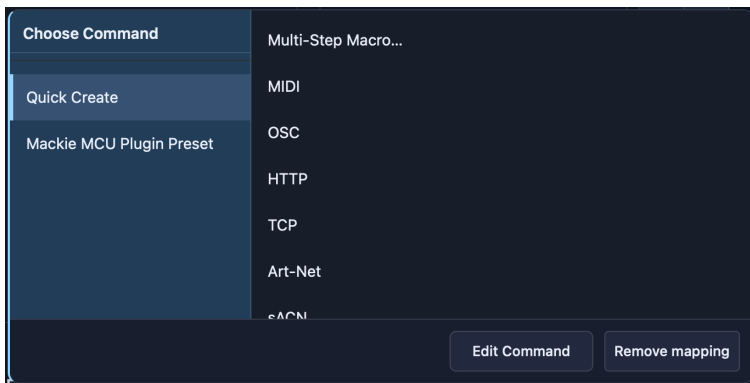 Choose Command
Quick Create
Mackie MCU Plugin Preset
Multi-Step Macro...
MIDI
OSC
HTTP
TCP
Art-Net
sACN
Edit Command
Remove mapping